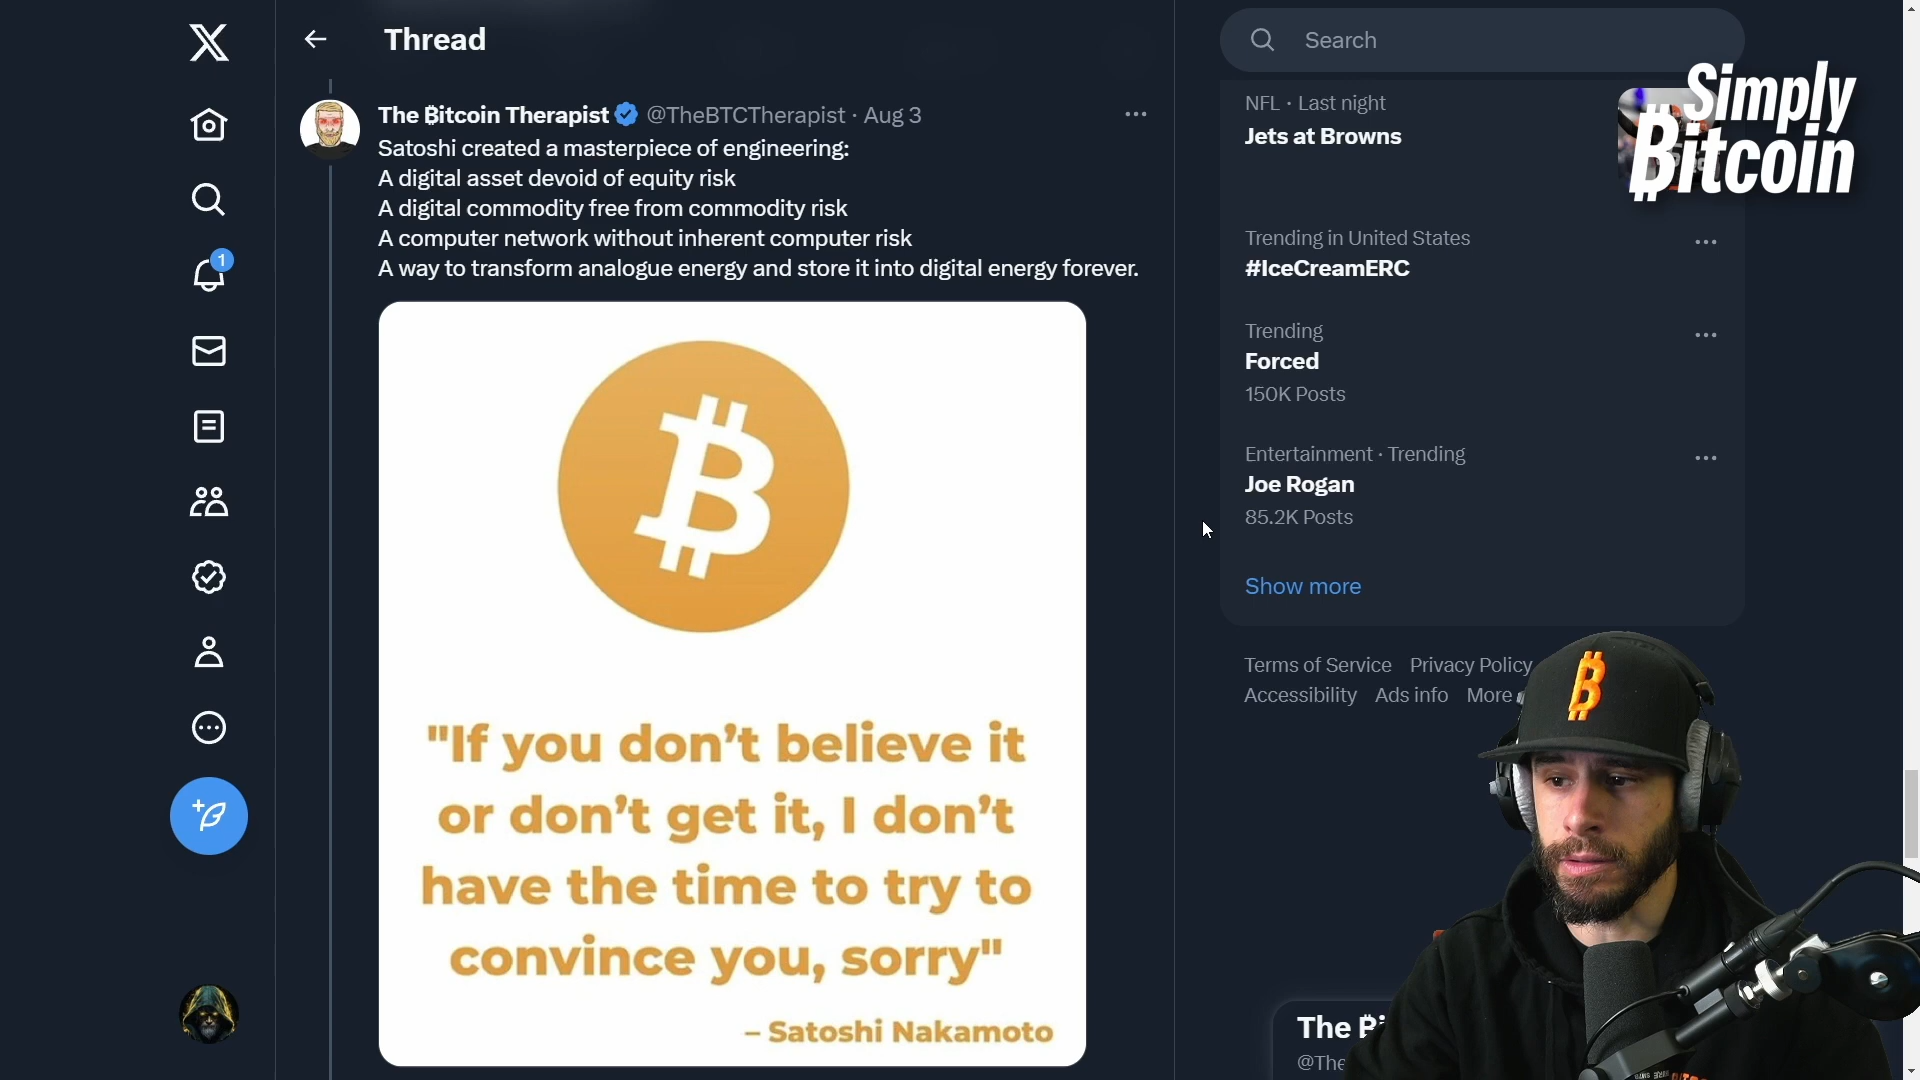 Thread
The ₿itcoin Therapist @TheBTCTherapist · Aug 3
Satoshi created a masterpiece of engineering:
A digital asset devoid of equity risk
A digital commodity free from commodity risk
A computer network without inherent computer risk
A way to transform analogue energy and store it into digital energy forever.
"If you don't believe it
or don't get it, I don't
have the time to try to
convince you, sorry"
– Satoshi Nakamoto
1
Search
Simply
₿itcoin
NFL · Last night
Jets at Browns
Trending in United States
#IceCreamERC
Trending
Forced
150K Posts
Entertainment · Trending
Joe Rogan
85.2K Posts
Show more
Terms of Service Privacy Policy
Accessibility Ads info More
The
@The